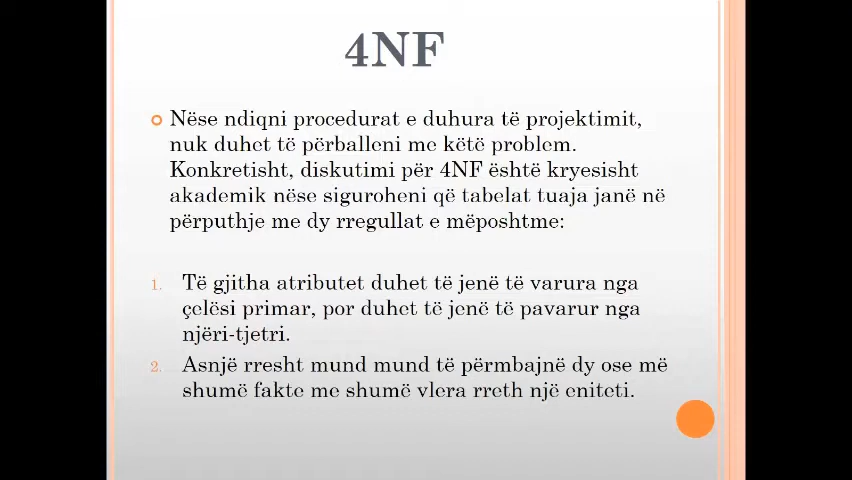 4NF
Nëse ndiqni procedurat e duhura të projektimit,
nuk duhet të përballeni me këtë problem.
Konkretisht, diskutimi për 4NF është kryesisht
akademik nëse siguroheni që tabelat tuaja janë në
përputhje me dy rregullat e mëposhtme:
1. Të gjitha atributet duhet të jenë të varura nga
çelësi primar, por duhet të jenë të pavarur nga
njëri-tjetri.
2. Asnjë rresht mund mund të përmbajnë dy ose më
shumë fakte me shumë vlera rreth një eniteti.